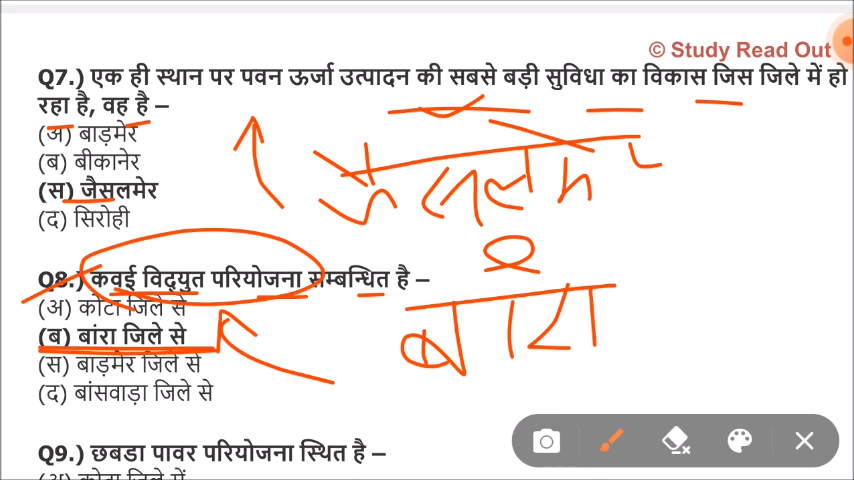 © Study Read Out
Q7.) एक ही स्थान पर पवन ऊर्जा उत्पादन की सबसे बड़ी सुविधा का विकास जिस जिले में हो
रहा है, वह है –
(अ) बाड़मेर
(ब) बीकानेर
(स) जैसलमेर
(द) सिरोही
जैसलमेर
Q8.) कवई विद्युत परियोजना सम्बन्धित है –
(अ) कोटा जिले से
(ब) बांरा जिले से
(स) बाड़मेर जिले से
(द) बांसवाड़ा जिले से
बारा
Q9.) छबडा पावर परियोजना स्थित है –
(अ) कोटा जिले में